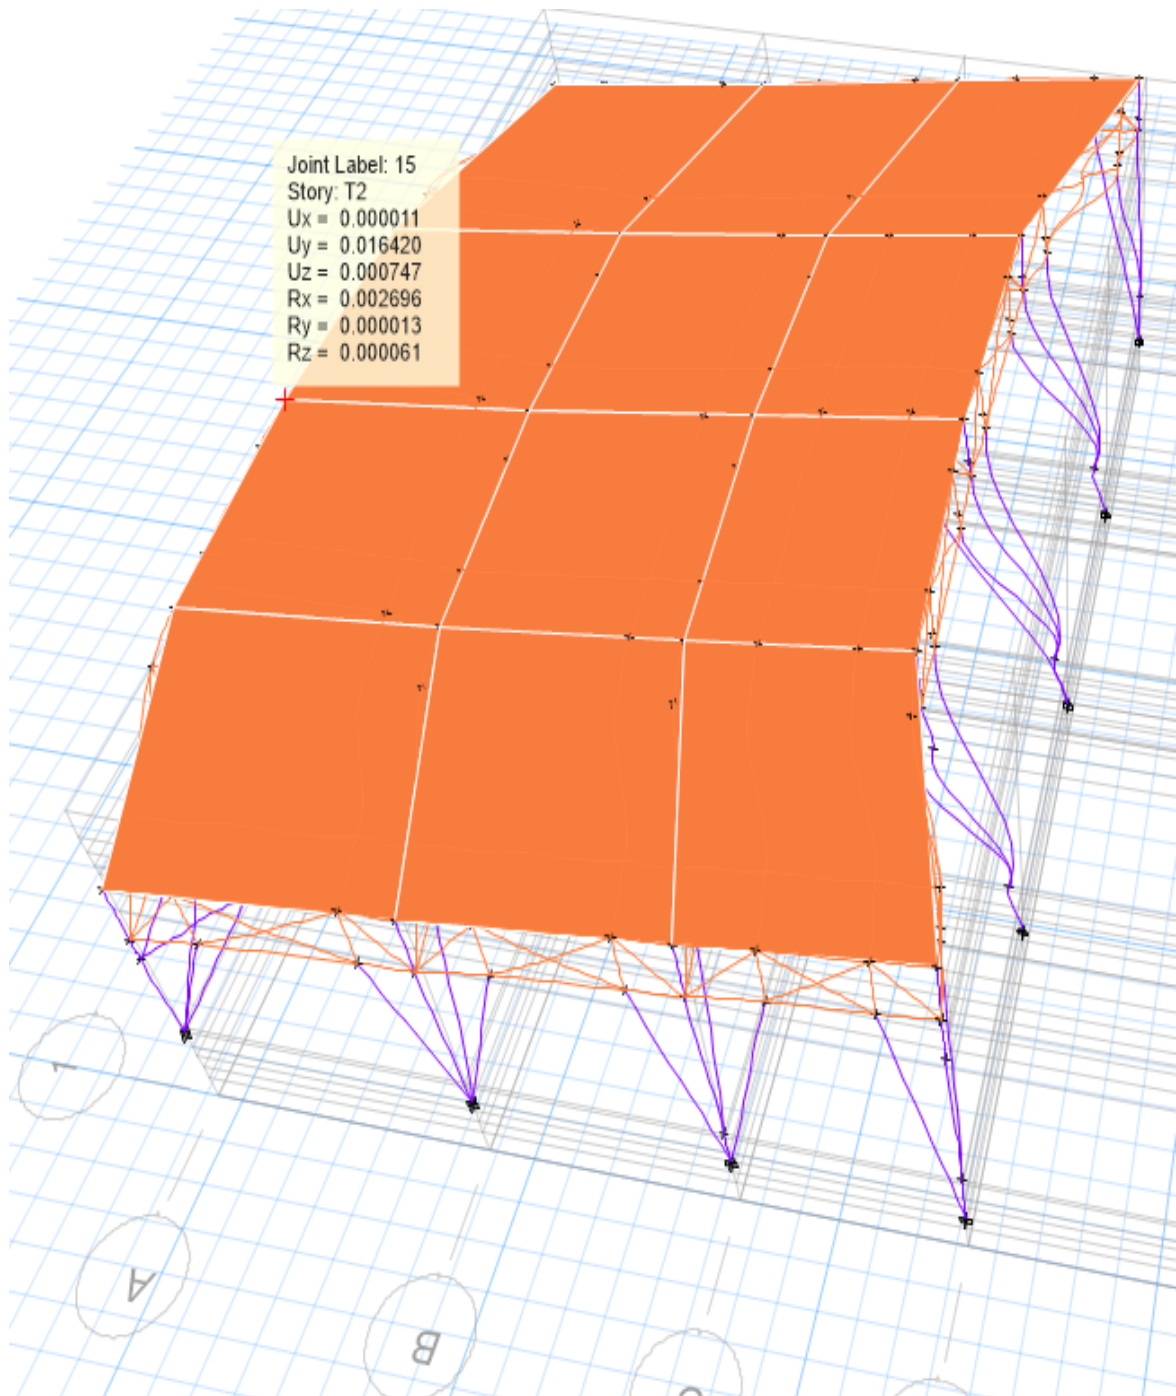 Joint Label: 15
Story: T2
Ux = 0.000011
Uy = 0.016420
Uz = 0.000747
Rx = 0.002696
Ry = 0.000013
Rz = 0.000061
1
A
B